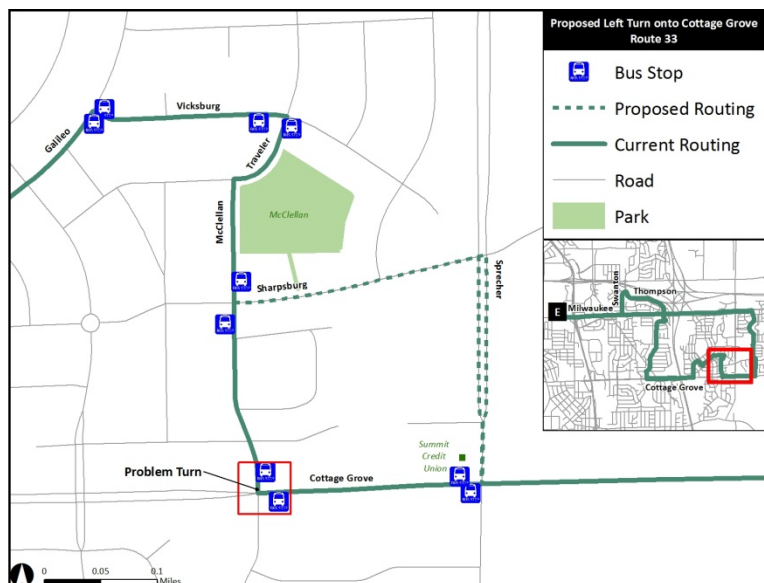 Proposed Left Turn onto Cottage Grove
Route 33
Bus Stop
Proposed Routing
Current Routing
Road
Park
Vicksburg
Galileo
Traveler
McClellan
McClellan
Sharpsburg
Sprecher
Summit
Credit
Union
Problem Turn
Cottage Grove
Swanton
Thompson
E
Milwaukee
Cottage Grove
0 0.05 0.1
Miles